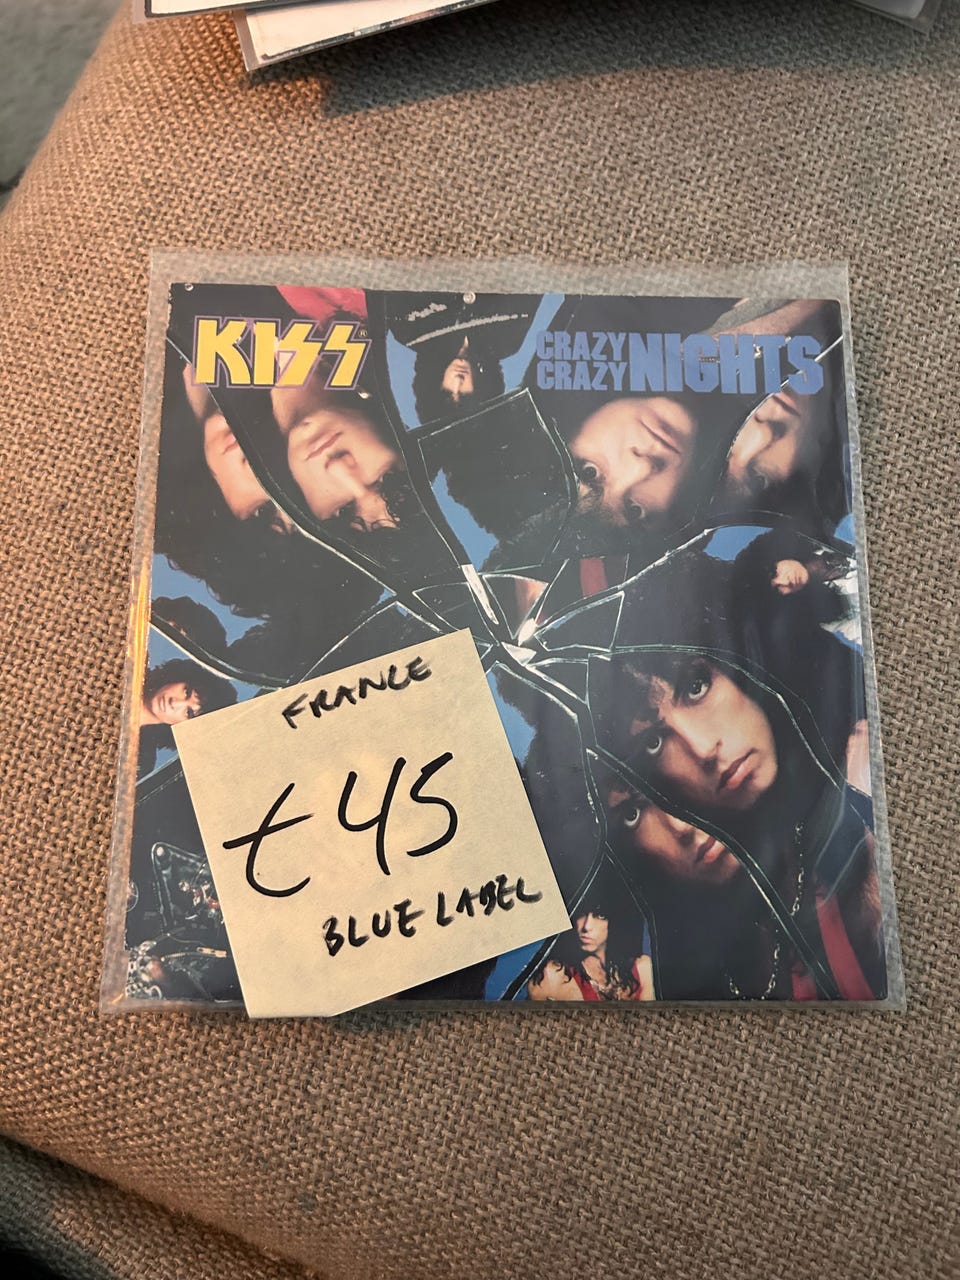 KISS®
CRAZY CRAZY NIGHTS
FRANCE
€45
BLUE LABEL